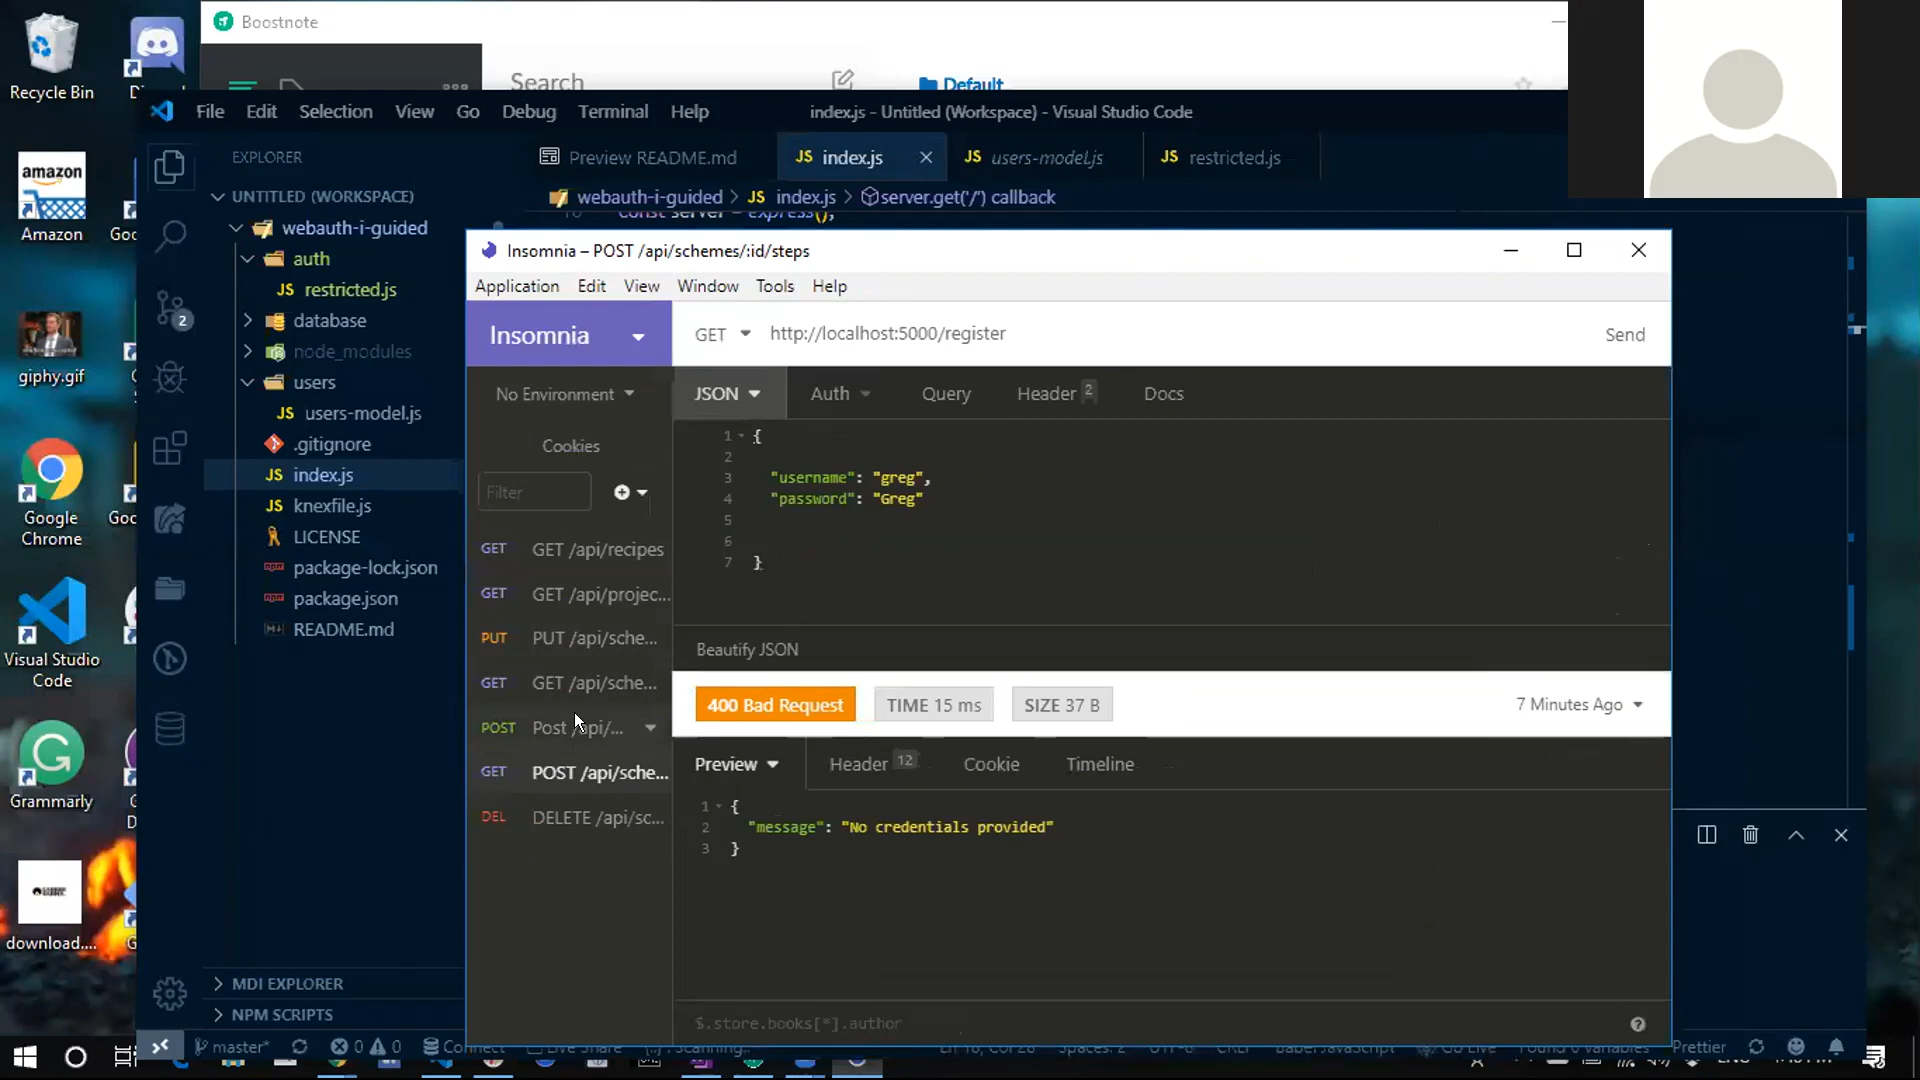 Boostnote
Recycle Bin
Search
Default
File Edit Selection View Go Debug Terminal Help
index.js - Untitled (Workspace) - Visual Studio Code
EXPLORER
Preview README.md
JS index.js
JS users-model.js
JS restricted.js
UNTITLED (WORKSPACE)
webauth-i-guided > JS index.js > server.get('/') callback
const server = express();
webauth-i-guided
auth
JS restricted.js
database
node_modules
users
JS users-model.js
.gitignore
JS index.js
JS knexfile.js
LICENSE
package-lock.json
package.json
README.md
MDI EXPLORER
NPM SCRIPTS
2
amazon
Amazon
giphy.gif
Google Chrome
Visual Studio Code
Grammarly
download....
Insomnia – POST /api/schemes/:id/steps
Application Edit View Window Tools Help
Insomnia
GET http://localhost:5000/register Send
No Environment
JSON Auth Query Header 2 Docs
Cookies
Filter
1 {
2
3 "username": "greg",
4 "password": "Greg"
5
6
7 }
GET GET /api/recipes
GET GET /api/projec...
PUT PUT /api/sche...
GET GET /api/sche...
POST Post /api/...
GET POST /api/sche...
DEL DELETE /api/sc...
Beautify JSON
400 Bad Request TIME 15 ms SIZE 37 B 7 Minutes Ago
Preview Header 12 Cookie Timeline
1 {
2 "message": "No credentials provided"
3 }
$.store.books[*].author
master* 0 0
Prettier